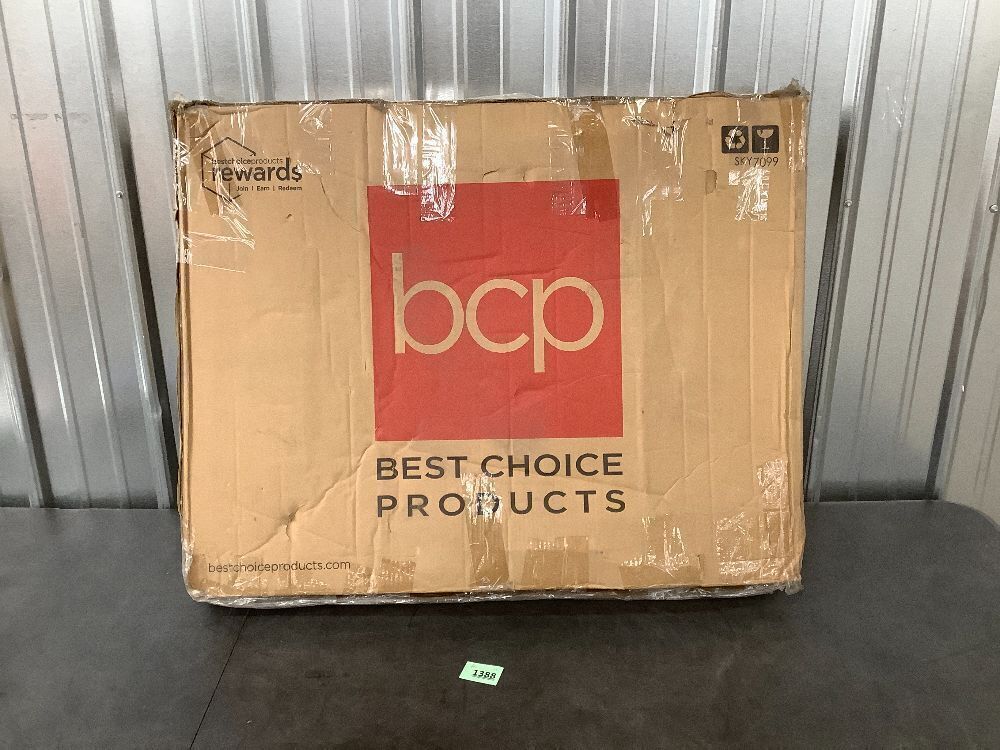 bestchoiceproducts
rewards
Join | Earn | Redeem
SKY7099
bcp
BEST CHOICE
PRODUCTS
bestchoiceproducts.com
1388